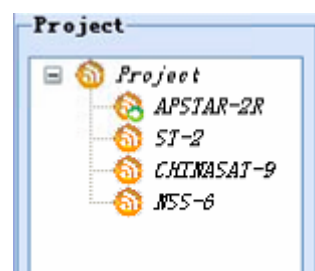 Project
Project
APSTAR-2R
ST-2
CHINASAT-9
NSS-6